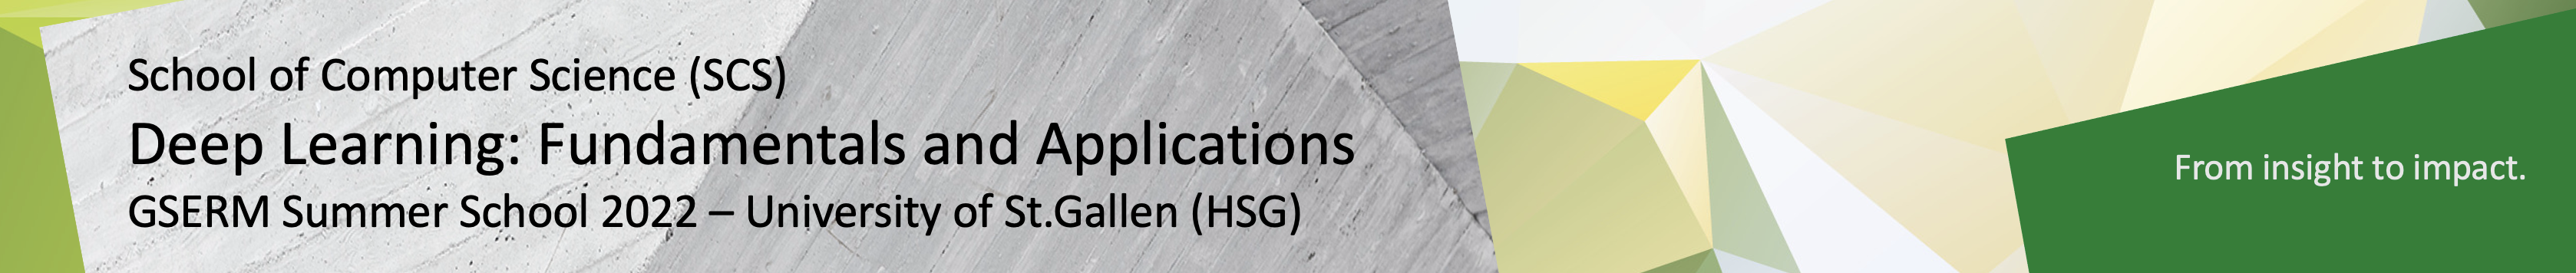 School of Computer Science (SCS)
Deep Learning: Fundamentals and Applications
GSERM Summer School 2022 – University of St.Gallen (HSG)
From insight to impact.